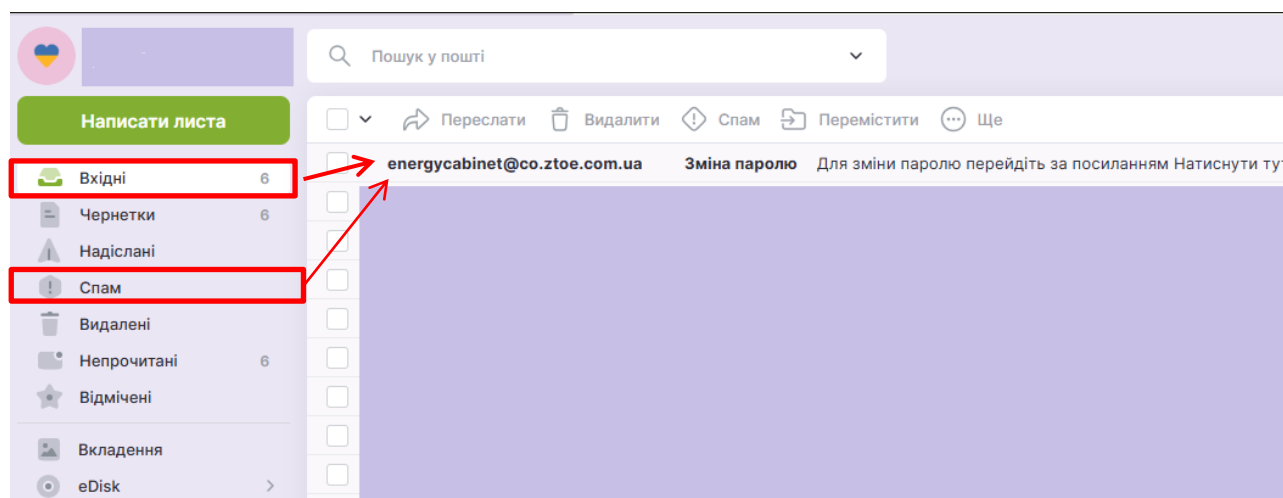 Пошук у пошті
Написати листа
Переслати Видалити Спам Перемістити Ще
energycabinet@co.ztoe.com.ua Зміна паролю Для зміни паролю перейдіть за посиланням Натиснути ту
Вхідні 6
Чернетки 6
Надіслані
Спам
Видалені
Непрочитані 6
Відмічені
Вкладення
eDisk